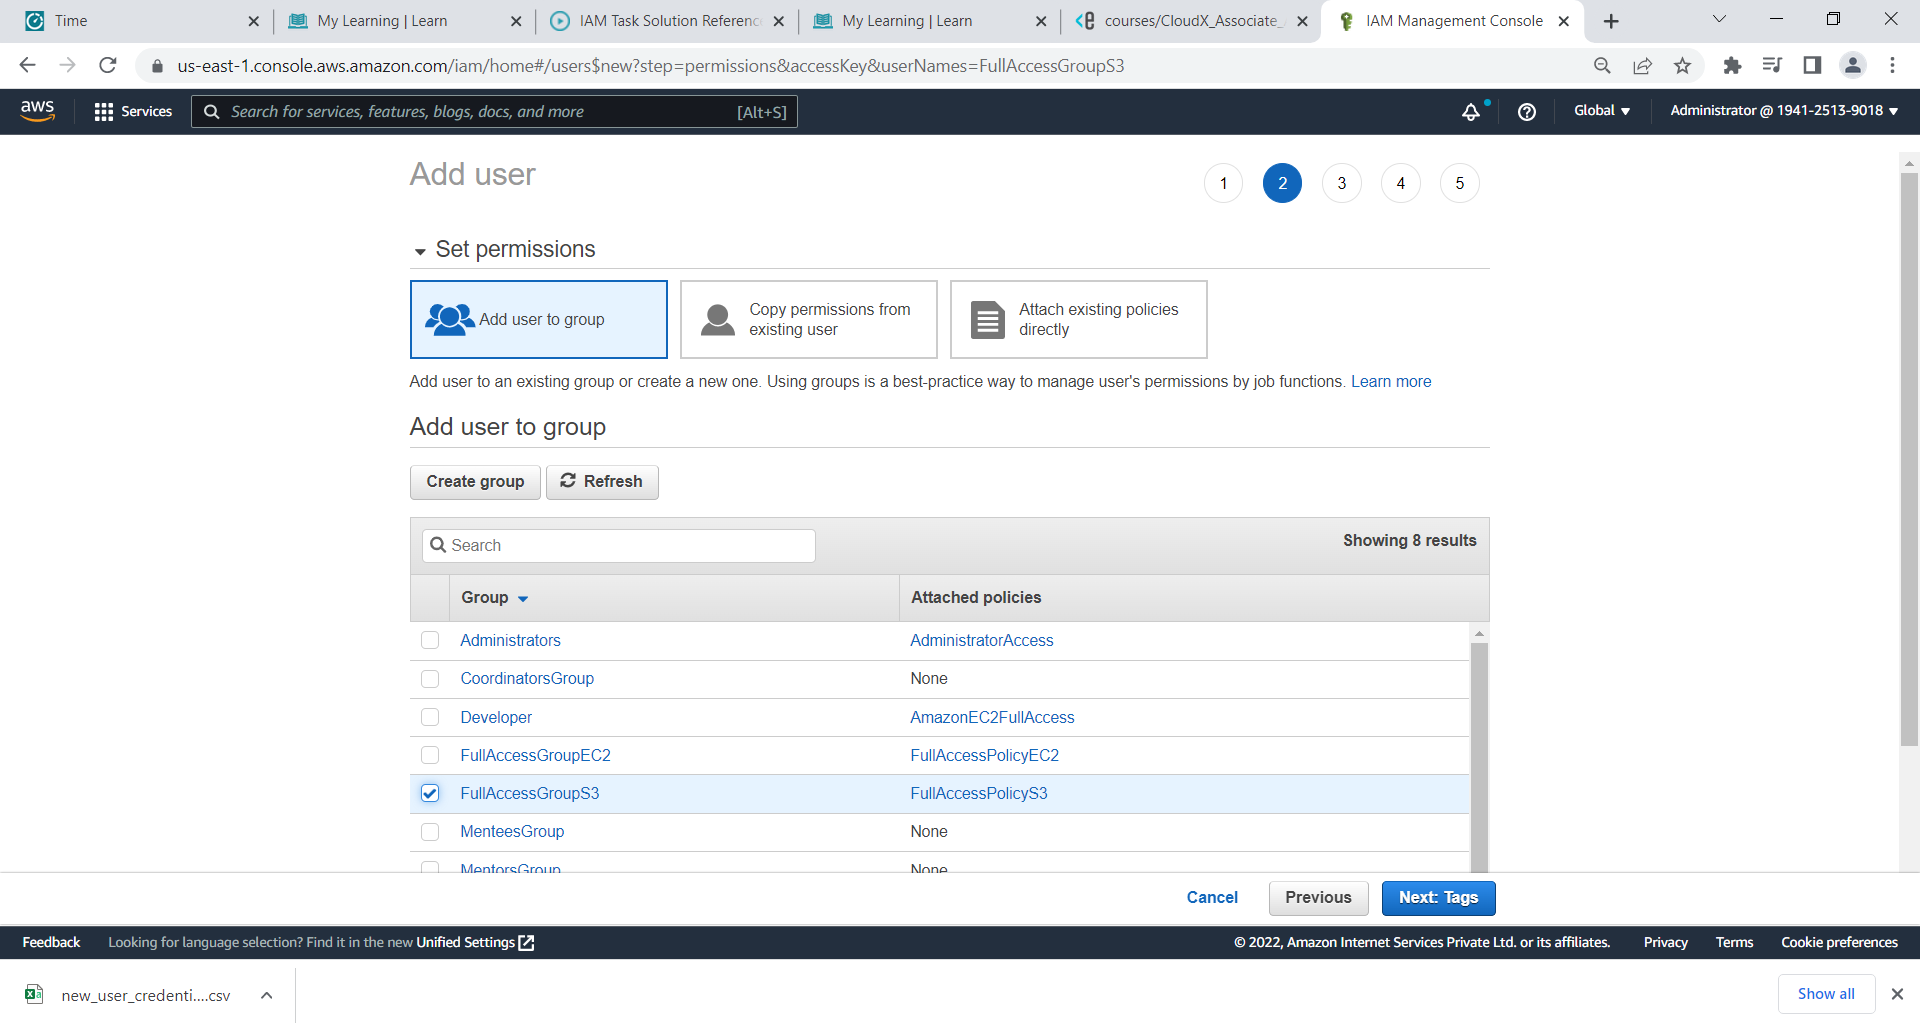 Time
My Learning | Learn
IAM Task Solution Referenc
My Learning | Learn
courses/CloudX_Associate_
IAM Management Console
us-east-1.console.aws.amazon.com/iam/home#/users$new?step=permissions&accessKey&userNames=FullAccessGroupS3
aws
Services
Search for services, features, blogs, docs, and more
[Alt+S]
Global
Administrator @ 1941-2513-9018
Add user
1
2
3
4
5
Set permissions
Add user to group
Copy permissions from
existing user
Attach existing policies
directly
Add user to an existing group or create a new one. Using groups is a best-practice way to manage user's permissions by job functions. Learn more
Add user to group
Create group
Refresh
Search
Showing 8 results
Group
Attached policies
Administrators
AdministratorAccess
CoordinatorsGroup
None
Developer
AmazonEC2FullAccess
FullAccessGroupEC2
FullAccessPolicyEC2
FullAccessGroupS3
FullAccessPolicyS3
MenteesGroup
None
MentorsGroup
None
Cancel
Previous
Next: Tags
Feedback
Looking for language selection? Find it in the new Unified Settings
© 2022, Amazon Internet Services Private Ltd. or its affiliates.
Privacy
Terms
Cookie preferences
new_user_credenti....csv
Show all